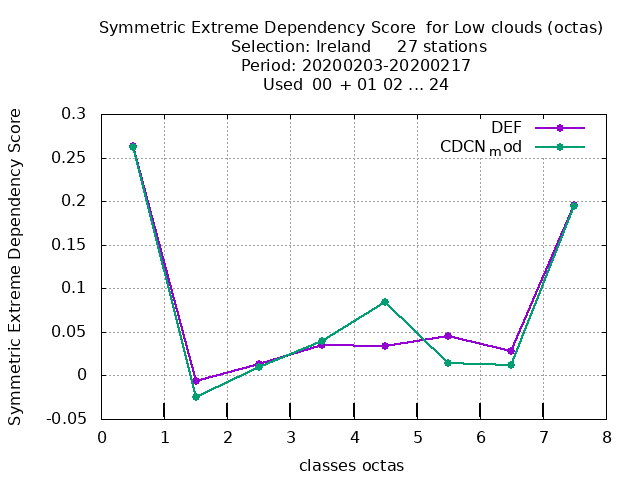 Symmetric Extreme Dependency Score  for Low clouds (octas)
Selection: Ireland     27 stations
Period: 20200203-20200217
Used  00 + 01 02 ... 24
Symmetric Extreme Dependency Score
0.3
0.25
0.2
0.15
0.1
0.05
0
-0.05
DEF
CDCNmod
0 1 2 3 4 5 6 7 8
classes octas